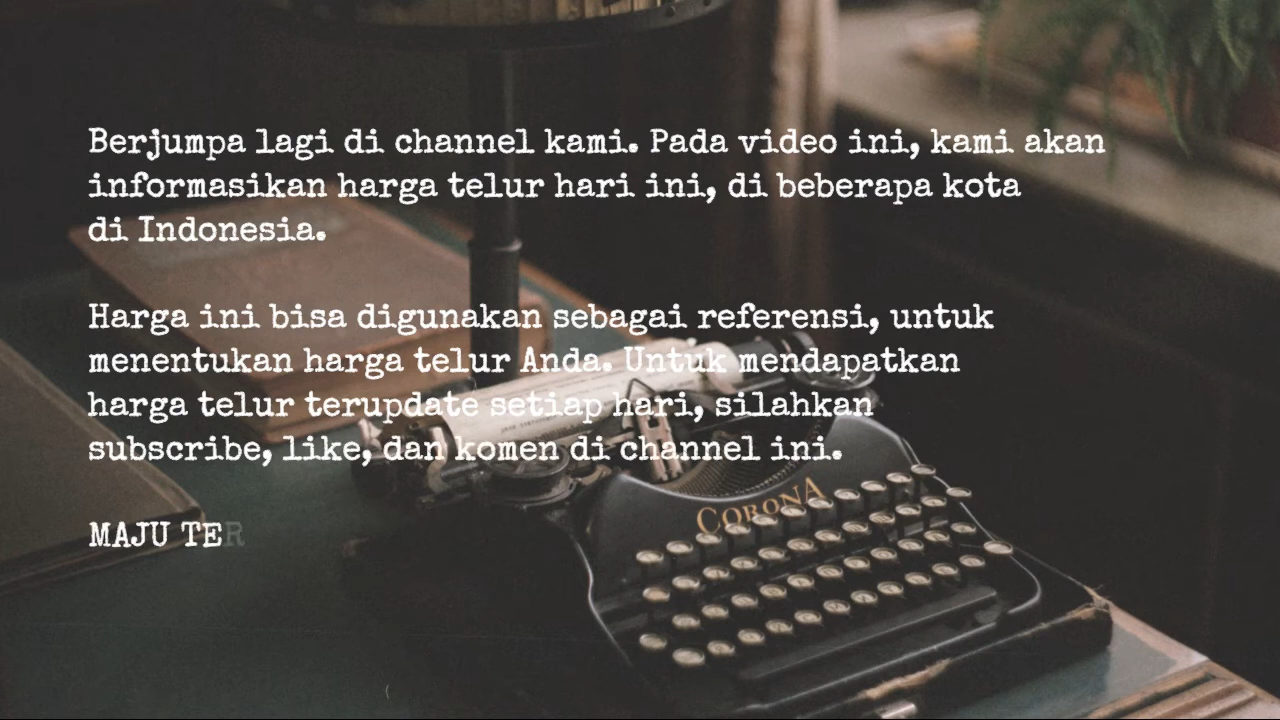 Berjumpa lagi di channel kami. Pada video ini, kami akan
informasikan harga telur hari ini, di beberapa kota
di Indonesia.
Harga ini bisa digunakan sebagai referensi, untuk
menentukan harga telur Anda. Untuk mendapatkan
harga telur terupdate setiap hari, silahkan
subscribe, like, dan komen di channel ini.
MAJU TER
CORONA